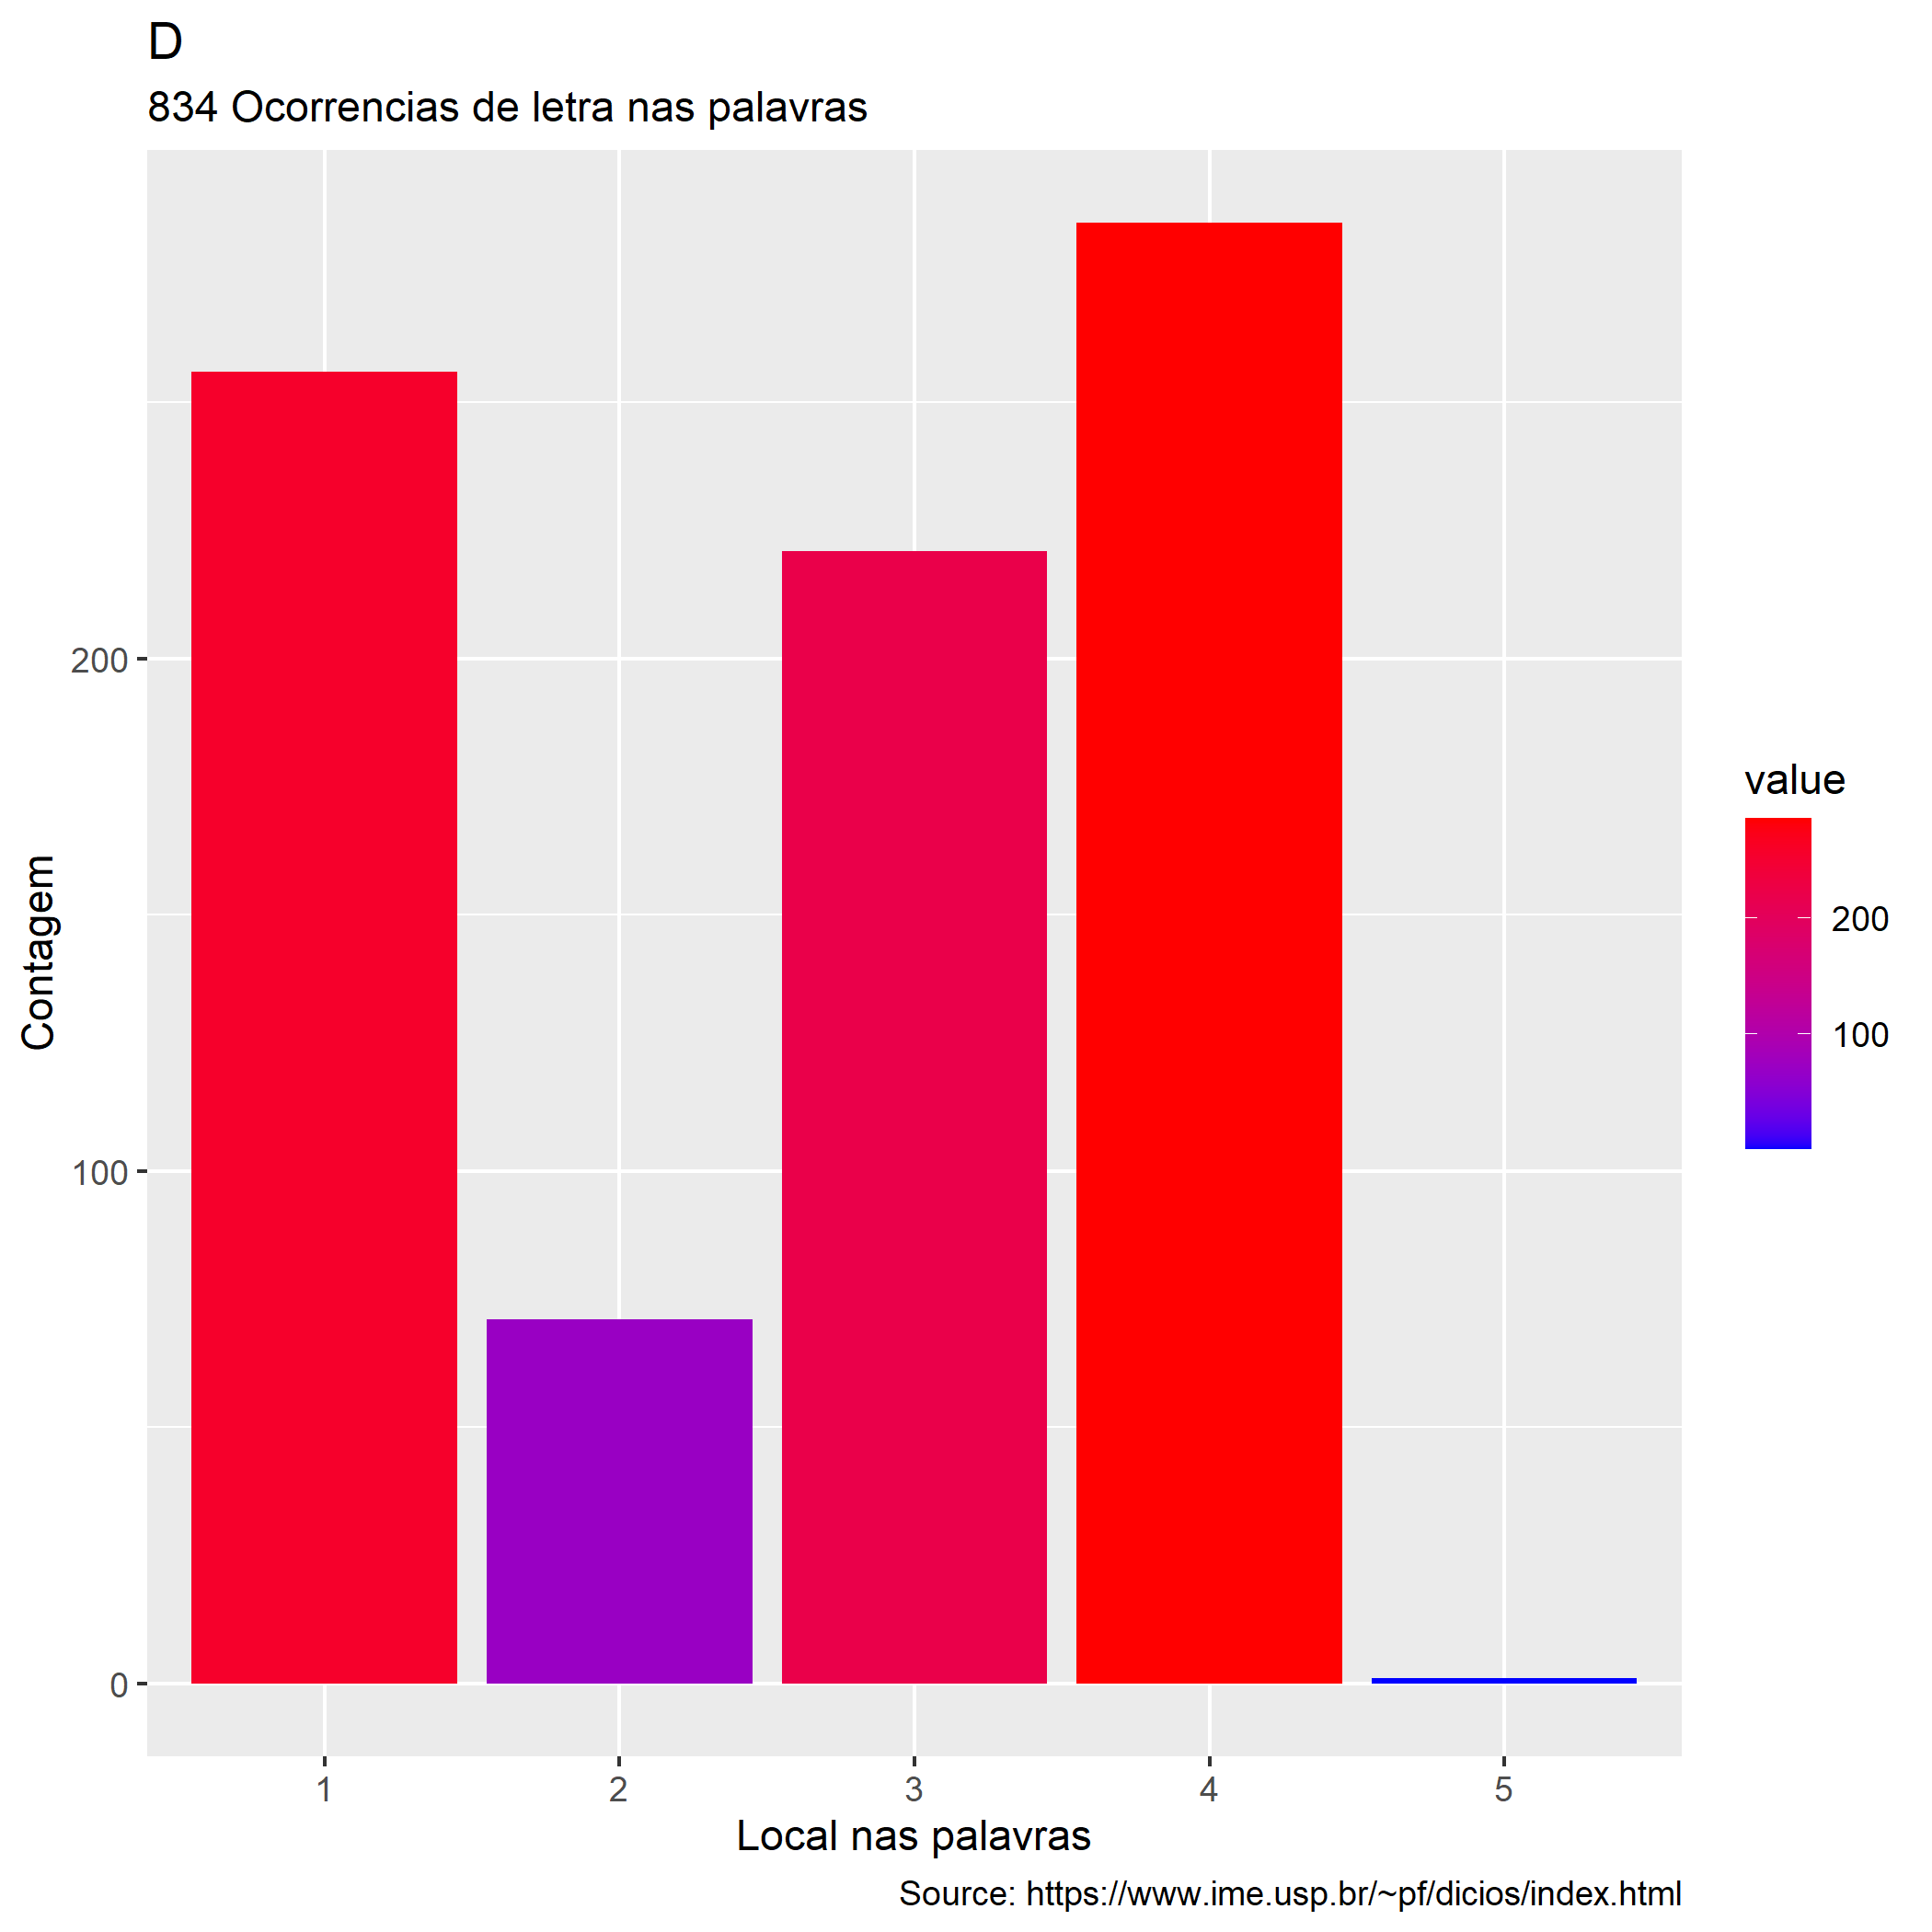 D
834 Ocorrencias de letra nas palavras
Contagem
200
100
0
1 2 3 4 5
Local nas palavras
value
200
100
Source: https://www.ime.usp.br/~pf/dicios/index.html